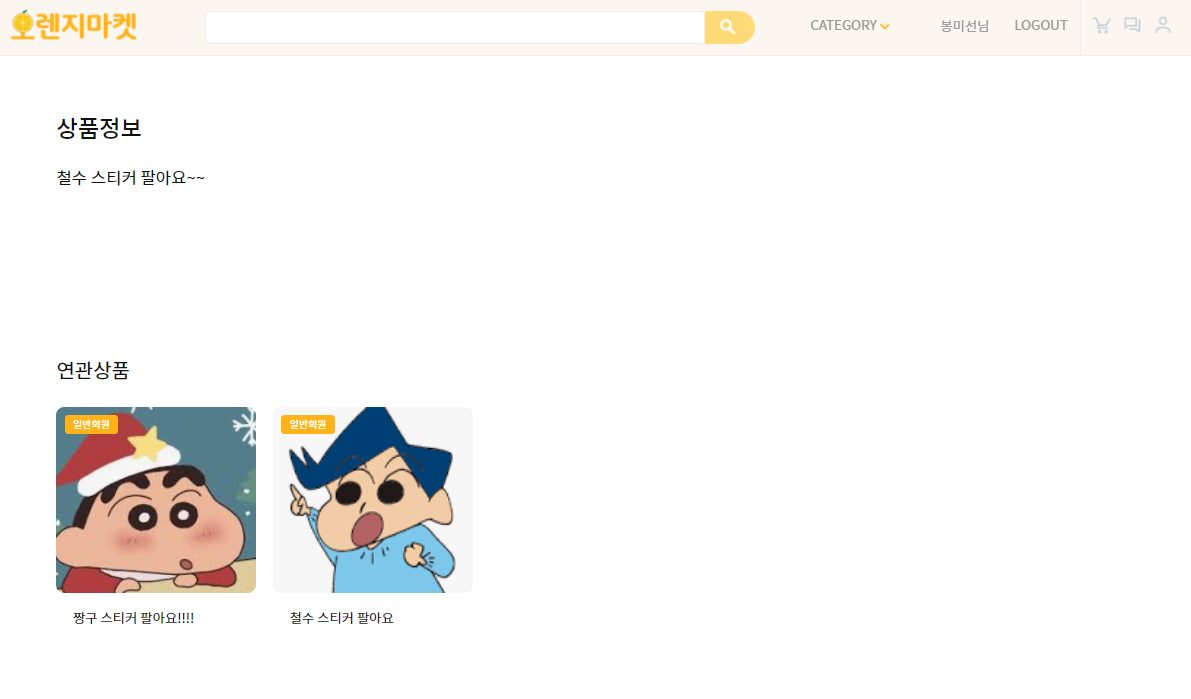 오렌지마켓
CATEGORY 봉미선님 LOGOUT
상품정보
철수 스티커 팔아요~~
연관상품
일반회원 일반회원
짱구 스티커 팔아요!!!! 철수 스티커 팔아요